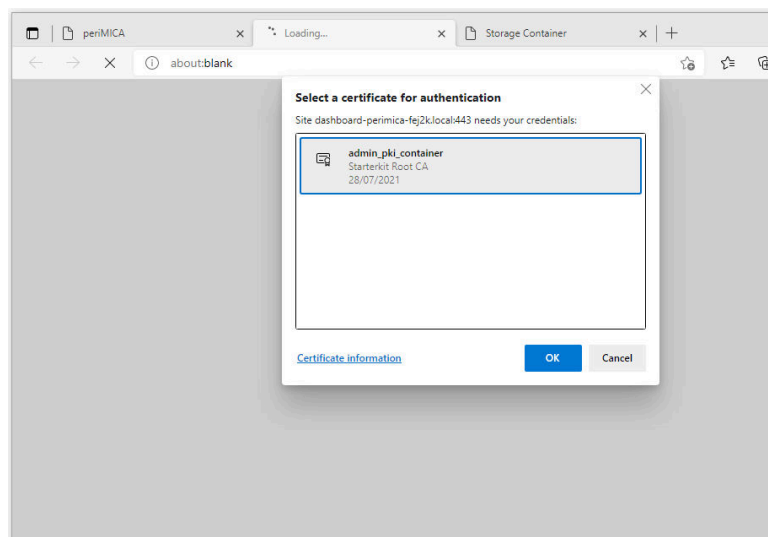 periMICA
Loading...
Storage Container
about:blank
Select a certificate for authentication
Site dashboard-perimica-fej2k.local:443 needs your credentials:
admin_pki_container
Starterkit Root CA
28/07/2021
Certificate information
OK
Cancel